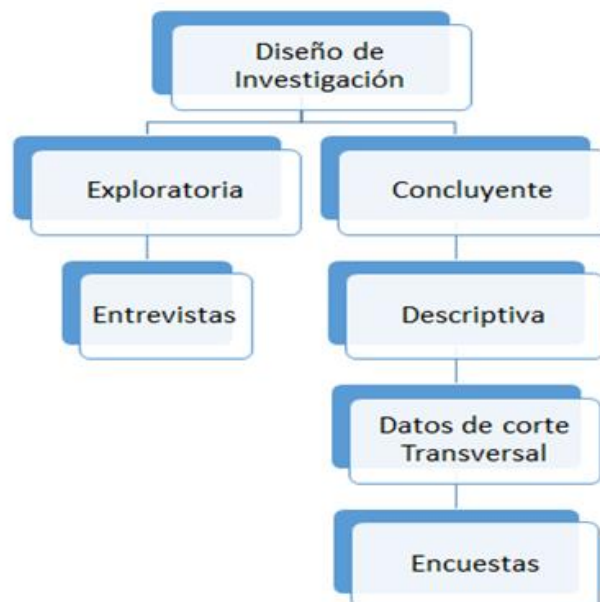 Diseño de
Investigación
Exploratoria
Concluyente
Entrevistas
Descriptiva
Datos de corte
Transversal
Encuestas